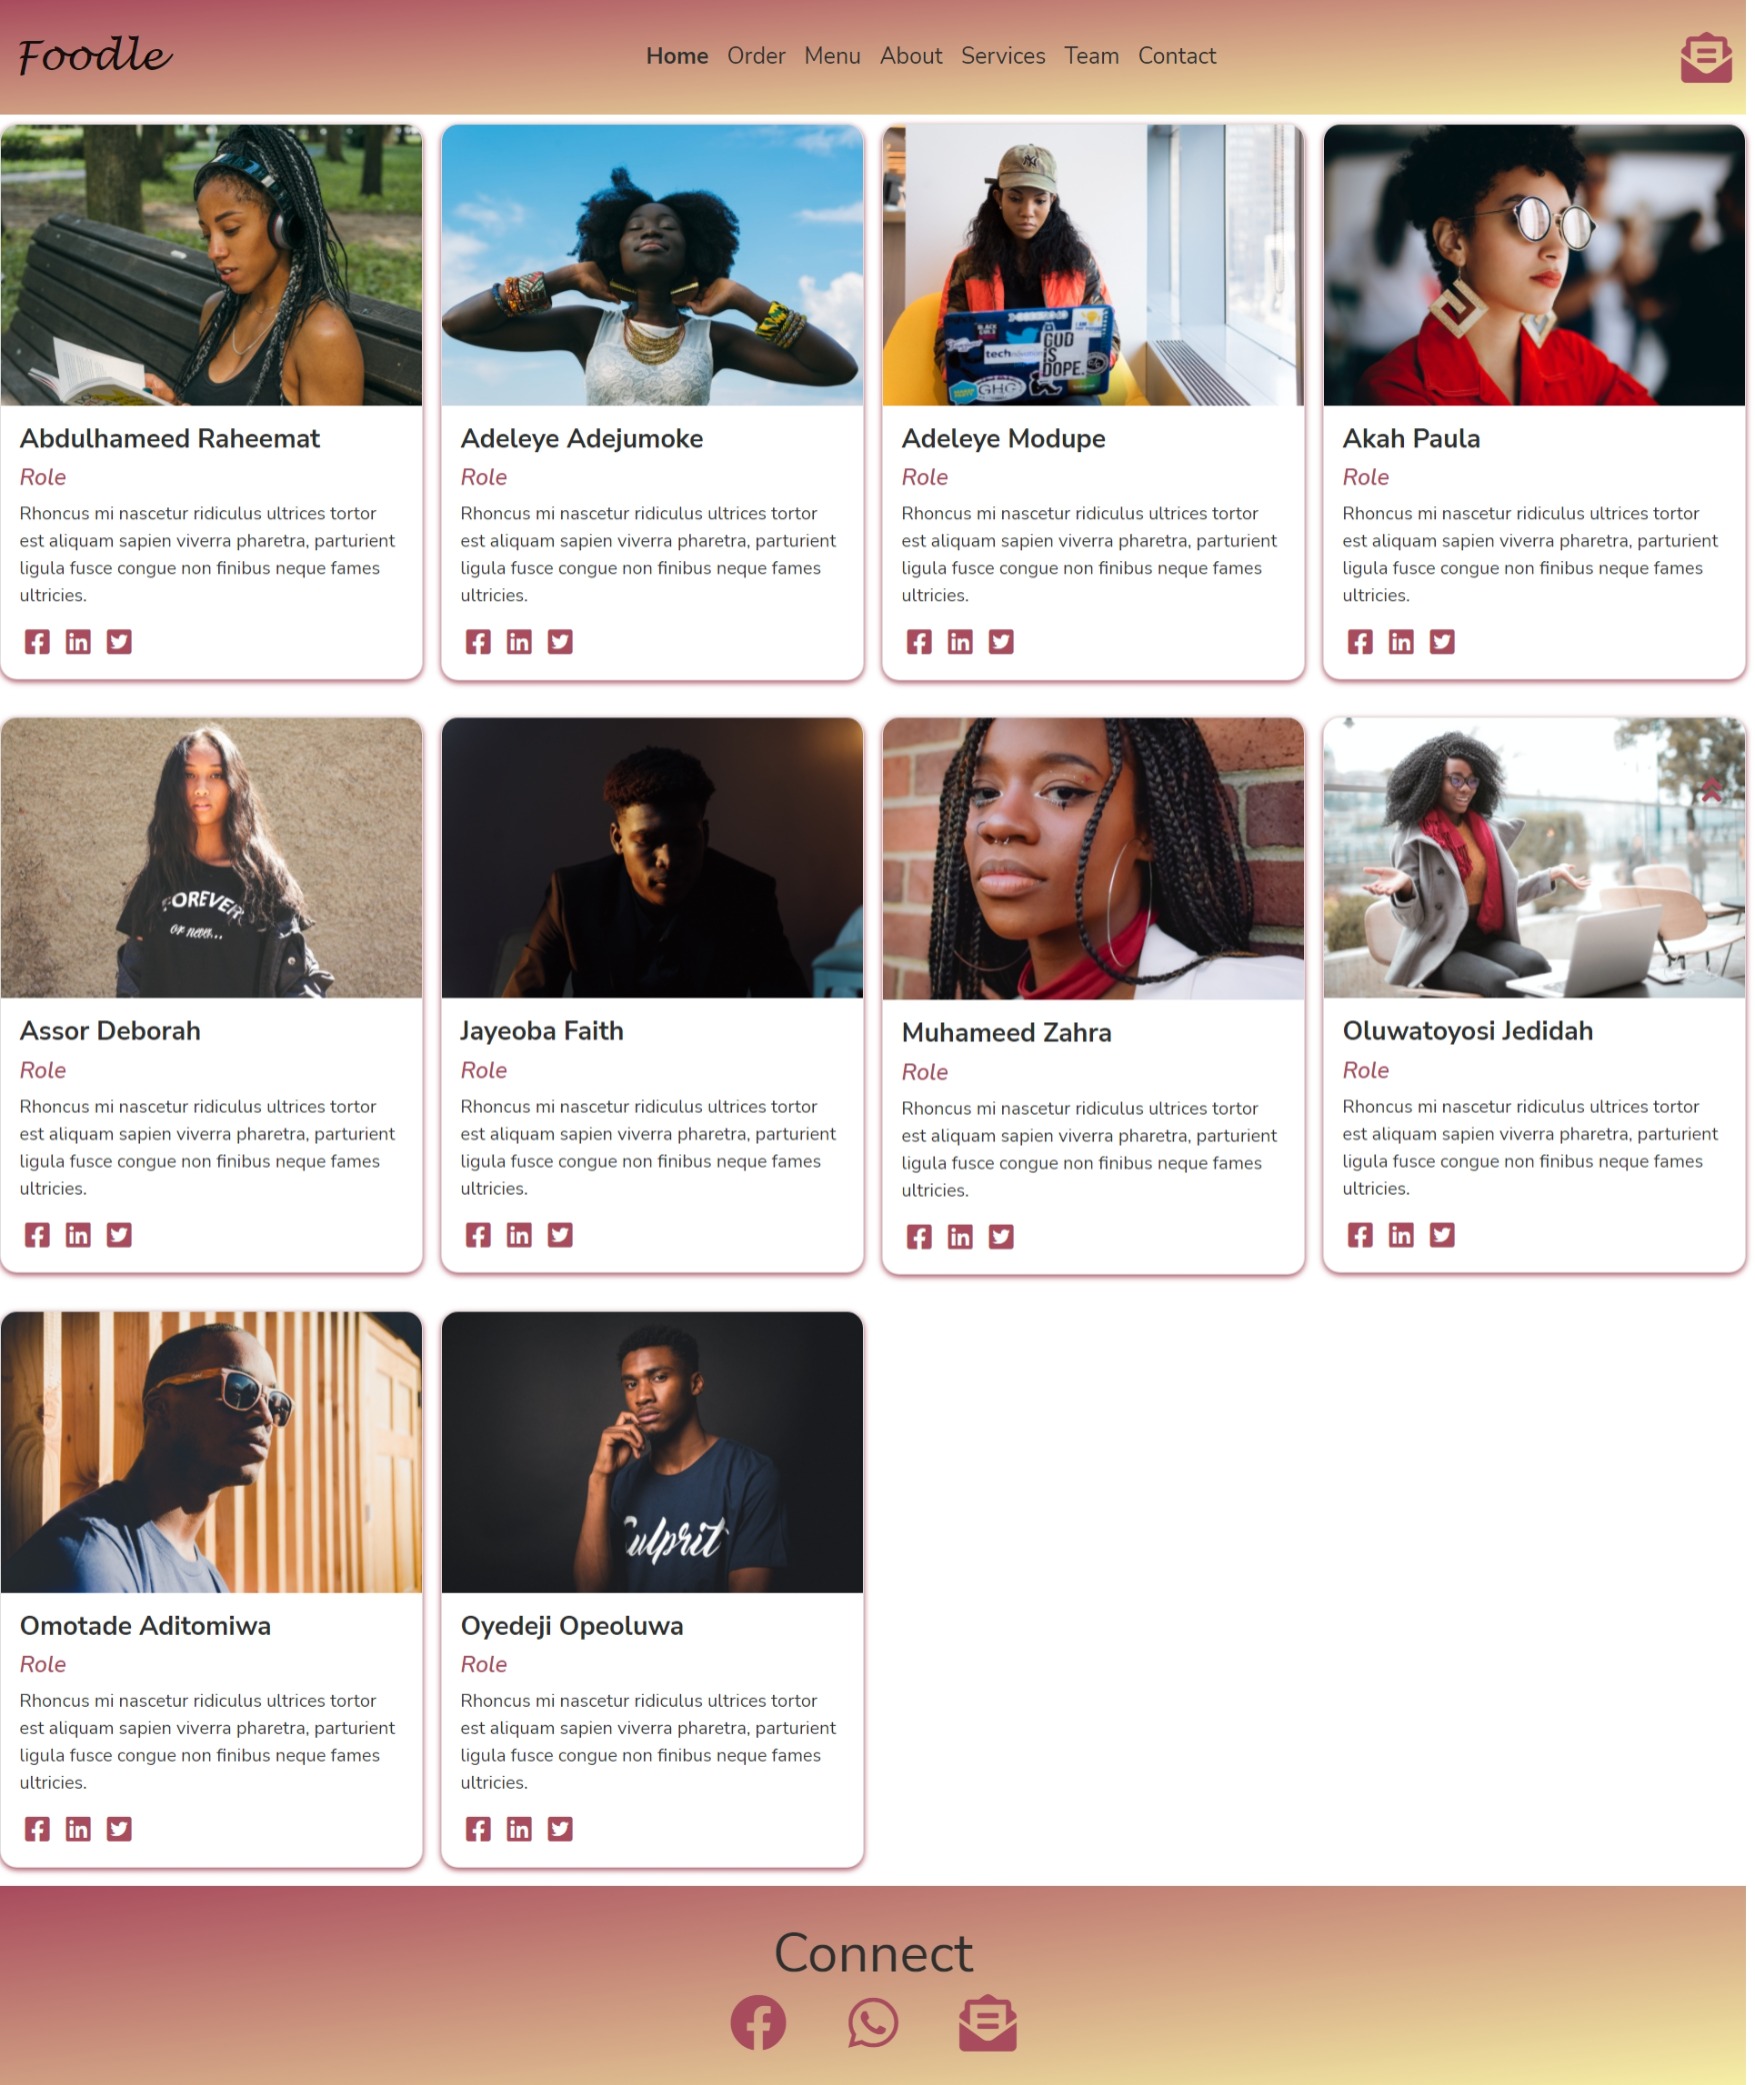 Foodle
Home Order Menu About Services Team Contact
BLACK
GIRLS
tech
GOD
IS
DOPE.
GHG
Abdulhameed Raheemat
Role
Rhoncus mi nascetur ridiculus ultrices tortor
est aliquam sapien viverra pharetra, parturient
ligula fusce congue non finibus neque fames
ultricies.
Adeleye Adejumoke
Role
Rhoncus mi nascetur ridiculus ultrices tortor
est aliquam sapien viverra pharetra, parturient
ligula fusce congue non finibus neque fames
ultricies.
Adeleye Modupe
Role
Rhoncus mi nascetur ridiculus ultrices tortor
est aliquam sapien viverra pharetra, parturient
ligula fusce congue non finibus neque fames
ultricies.
Akah Paula
Role
Rhoncus mi nascetur ridiculus ultrices tortor
est aliquam sapien viverra pharetra, parturient
ligula fusce congue non finibus neque fames
ultricies.
FOREVER
or never...
Assor Deborah
Role
Rhoncus mi nascetur ridiculus ultrices tortor
est aliquam sapien viverra pharetra, parturient
ligula fusce congue non finibus neque fames
ultricies.
Jayeoba Faith
Role
Rhoncus mi nascetur ridiculus ultrices tortor
est aliquam sapien viverra pharetra, parturient
ligula fusce congue non finibus neque fames
ultricies.
Muhameed Zahra
Role
Rhoncus mi nascetur ridiculus ultrices tortor
est aliquam sapien viverra pharetra, parturient
ligula fusce congue non finibus neque fames
ultricies.
Oluwatoyosi Jedidah
Role
Rhoncus mi nascetur ridiculus ultrices tortor
est aliquam sapien viverra pharetra, parturient
ligula fusce congue non finibus neque fames
ultricies.
Omotade Aditomiwa
Role
Rhoncus mi nascetur ridiculus ultrices tortor
est aliquam sapien viverra pharetra, parturient
ligula fusce congue non finibus neque fames
ultricies.
Culprit
Oyedeji Opeoluwa
Role
Rhoncus mi nascetur ridiculus ultrices tortor
est aliquam sapien viverra pharetra, parturient
ligula fusce congue non finibus neque fames
ultricies.
Connect